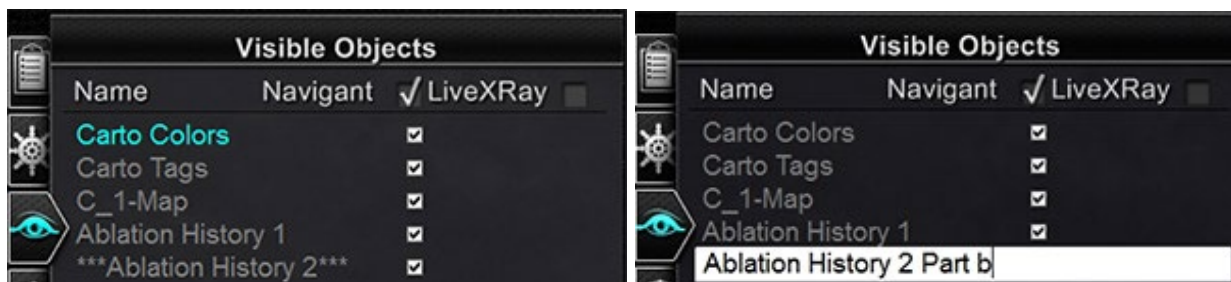 Visible Objects
Name Navigant LiveXRay
Carto Colors
Carto Tags
C_1-Map
Ablation History 1
***Ablation History 2***
Visible Objects
Name Navigant LiveXRay
Carto Colors
Carto Tags
C_1-Map
Ablation History 1
Ablation History 2 Part b